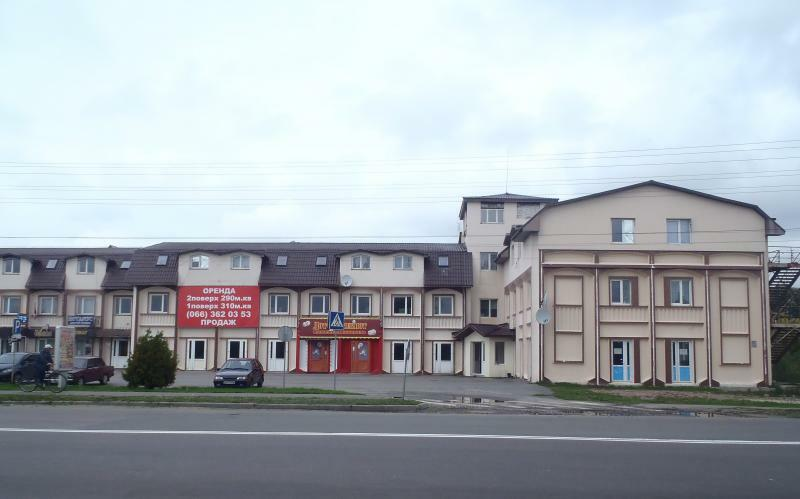 ОРЕНДА
2поверх 290м.кв
1поверх 310м.кв
(066) 362 03 53
ПРОДАЖ